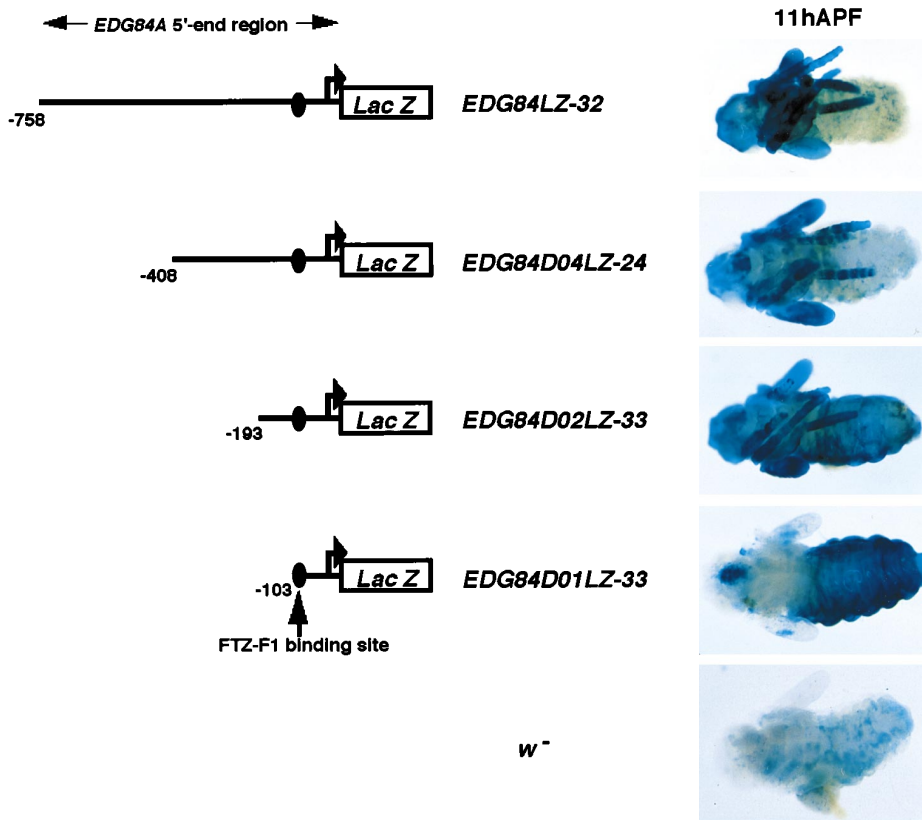 EDG84A 5'-end region
11hAPF
-758
Lac Z
EDG84LZ-32
-408
Lac Z
EDG84D04LZ-24
-193
Lac Z
EDG84D02LZ-33
-103
Lac Z
EDG84D01LZ-33
FTZ-F1 binding site
w -